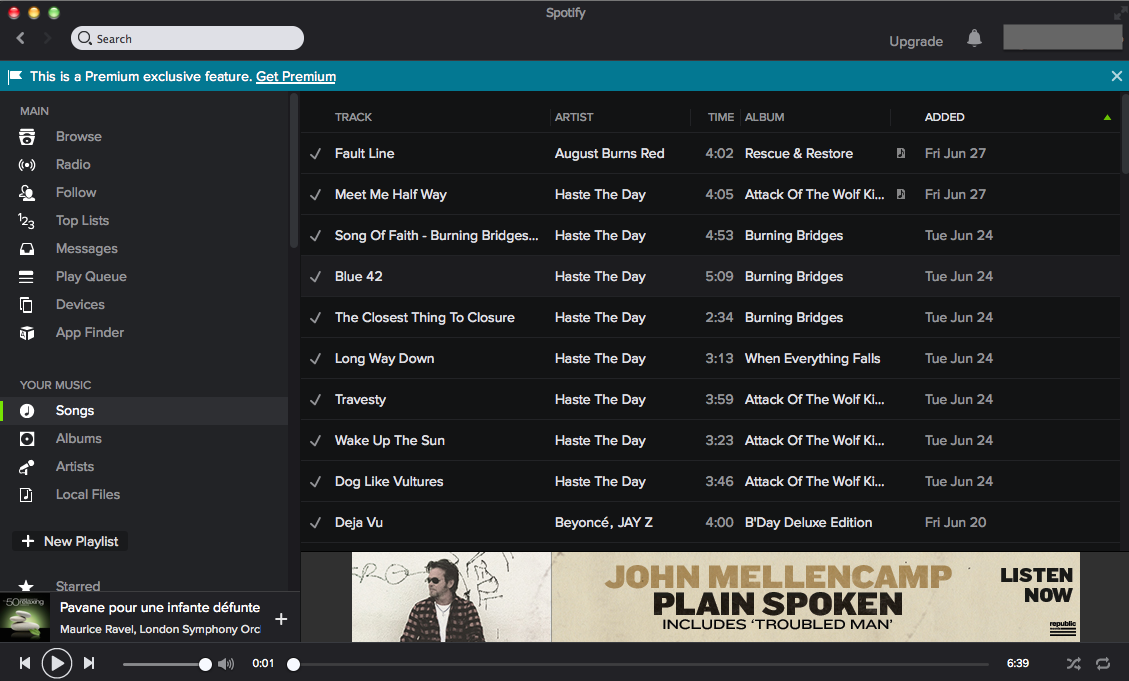 Spotify
Search
Upgrade
This is a Premium exclusive feature. Get Premium
MAIN
Browse
Radio
Follow
Top Lists
Messages
Play Queue
Devices
App Finder
YOUR MUSIC
Songs
Albums
Artists
Local Files
New Playlist
Starred
TRACK ARTIST TIME ALBUM ADDED
Fault Line August Burns Red 4:02 Rescue & Restore Fri Jun 27
Meet Me Half Way Haste The Day 4:05 Attack Of The Wolf Ki... Fri Jun 27
Song Of Faith - Burning Bridges... Haste The Day 4:53 Burning Bridges Tue Jun 24
Blue 42 Haste The Day 5:09 Burning Bridges Tue Jun 24
The Closest Thing To Closure Haste The Day 2:34 Burning Bridges Tue Jun 24
Long Way Down Haste The Day 3:13 When Everything Falls Tue Jun 24
Travesty Haste The Day 3:59 Attack Of The Wolf Ki... Tue Jun 24
Wake Up The Sun Haste The Day 3:23 Attack Of The Wolf Ki... Tue Jun 24
Dog Like Vultures Haste The Day 3:46 Attack Of The Wolf Ki... Tue Jun 24
Deja Vu Beyoncé, JAY Z 4:00 B'Day Deluxe Edition Fri Jun 20
JOHN MELLENCAMP
PLAIN SPOKEN
INCLUDES 'TROUBLED MAN'
LISTEN
NOW
republic
50 relaxing
Pavane pour une infante défunte
Maurice Ravel, London Symphony Orc
0:01 6:39